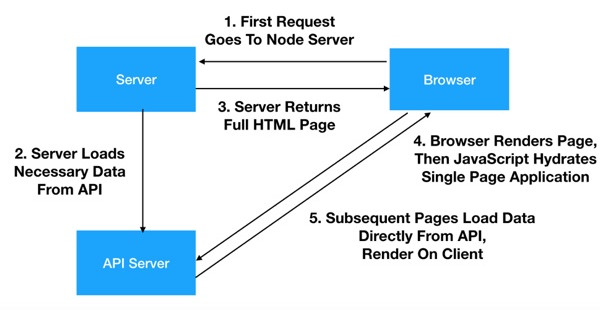 1. First Request
Goes To Node Server
Server
Browser
3. Server Returns
Full HTML Page
2. Server Loads
Necessary Data
From API
4. Browser Renders Page,
Then JavaScript Hydrates
Single Page Application
5. Subsequent Pages Load Data
Directly From API,
Render On Client
API Server